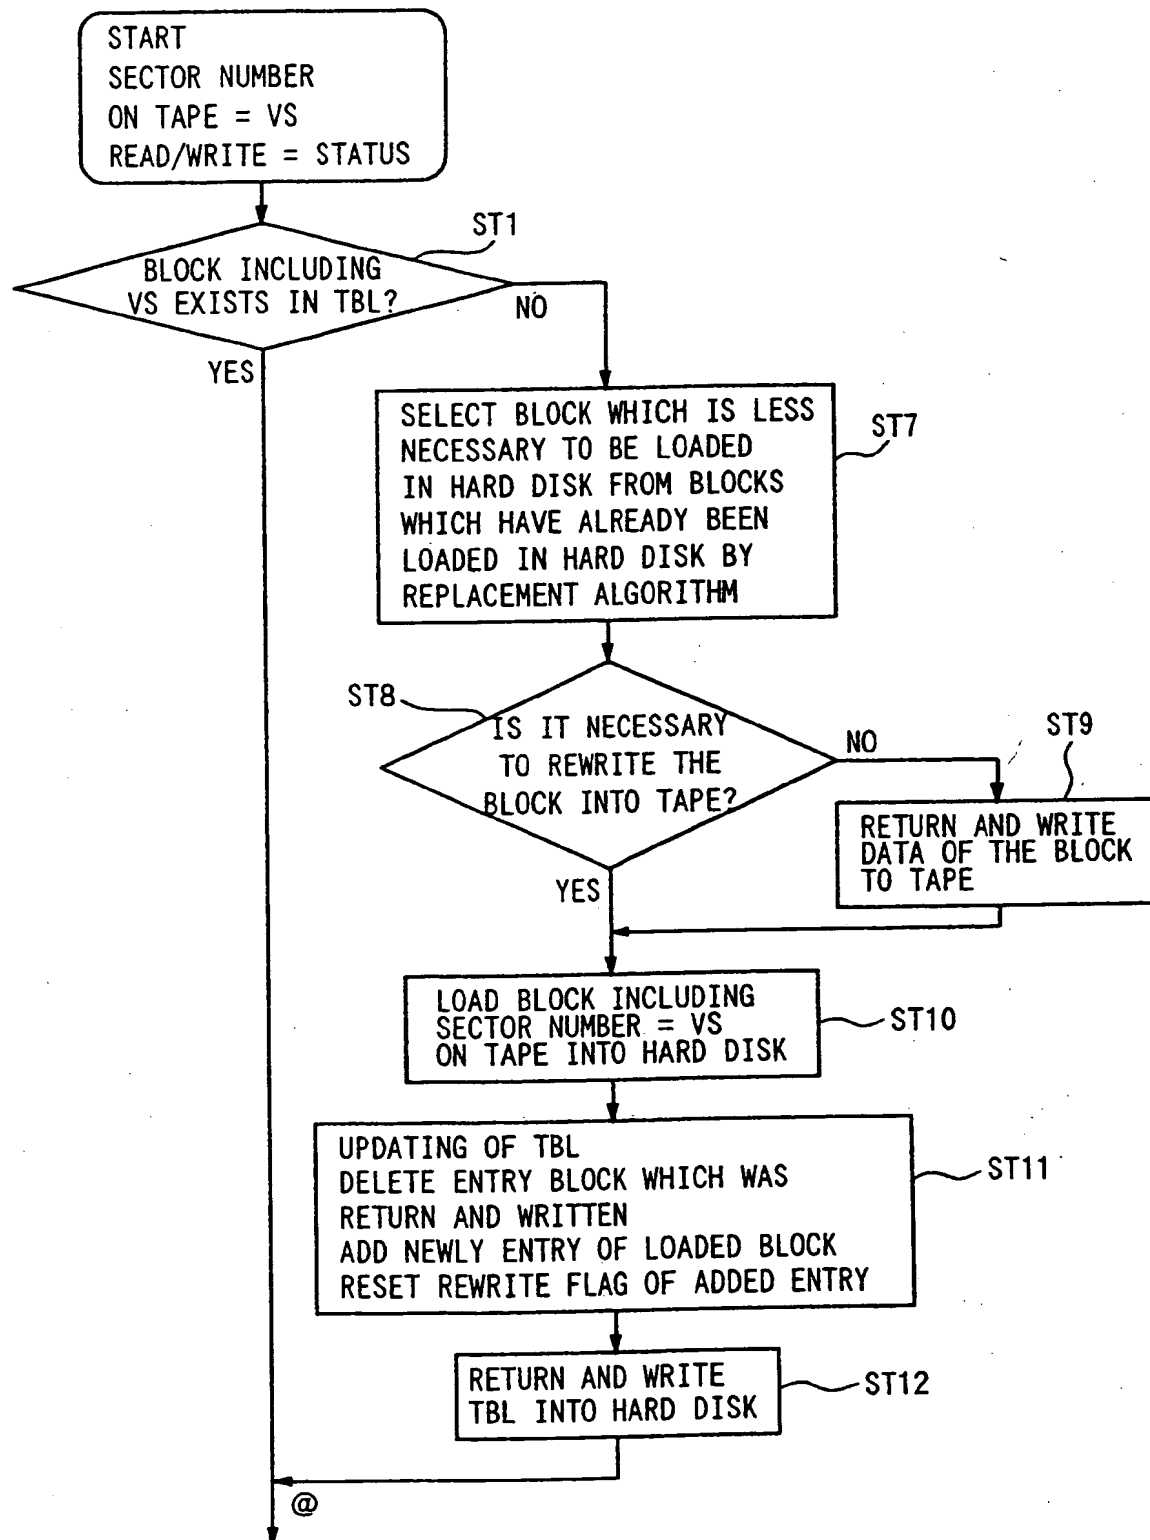 START
SECTOR NUMBER
ON TAPE = VS
READ/WRITE = STATUS
ST1
BLOCK INCLUDING
VS EXISTS IN TBL?
NO
YES
SELECT BLOCK WHICH IS LESS
NECESSARY TO BE LOADED
IN HARD DISK FROM BLOCKS
WHICH HAVE ALREADY BEEN
LOADED IN HARD DISK BY
REPLACEMENT ALGORITHM
ST7
ST8
IS IT NECESSARY
TO REWRITE THE
BLOCK INTO TAPE?
NO
YES
ST9
RETURN AND WRITE
DATA OF THE BLOCK
TO TAPE
LOAD BLOCK INCLUDING
SECTOR NUMBER = VS
ON TAPE INTO HARD DISK
ST10
UPDATING OF TBL
DELETE ENTRY BLOCK WHICH WAS
RETURN AND WRITTEN
ADD NEWLY ENTRY OF LOADED BLOCK
RESET REWRITE FLAG OF ADDED ENTRY
ST11
RETURN AND WRITE
TBL INTO HARD DISK
ST12
@